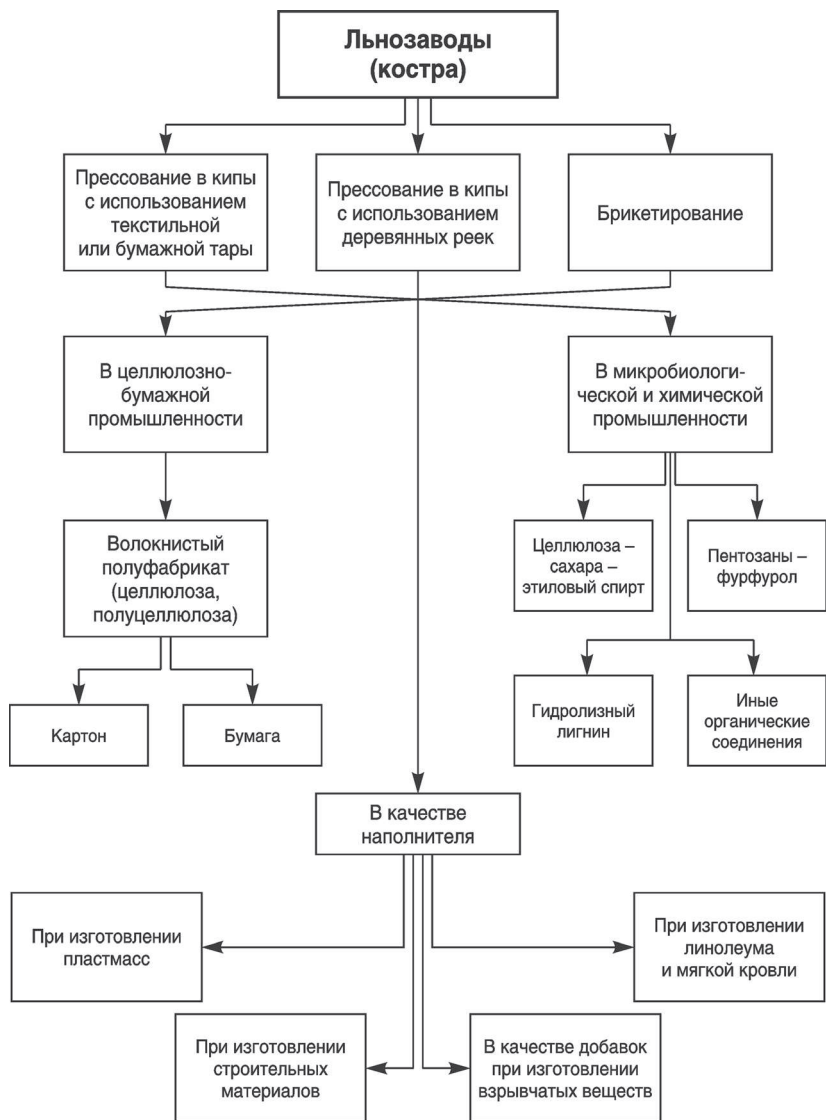 Льнозаводы
(костра)
Прессование в кипы
с использованием
текстильной
или бумажной тары
Прессование в кипы
с использованием
деревянных реек
Брикетирование
В целлюлозно-
бумажной
промышленности
В микробиологи-
ческой и химической
промышленности
Волокнистый
полуфабрикат
(целлюлоза,
полуцеллюлоза)
Целлюлоза –
сахара –
этиловый спирт
Пентозаны –
фурфурол
Картон
Бумага
Гидролизный
лигнин
Иные
органические
соединения
В качестве
наполнителя
При изготовлении
пластмасс
При изготовлении
линолеума
и мягкой кровли
При изготовлении
строительных
материалов
В качестве добавок
при изготовлении
взрывчатых веществ